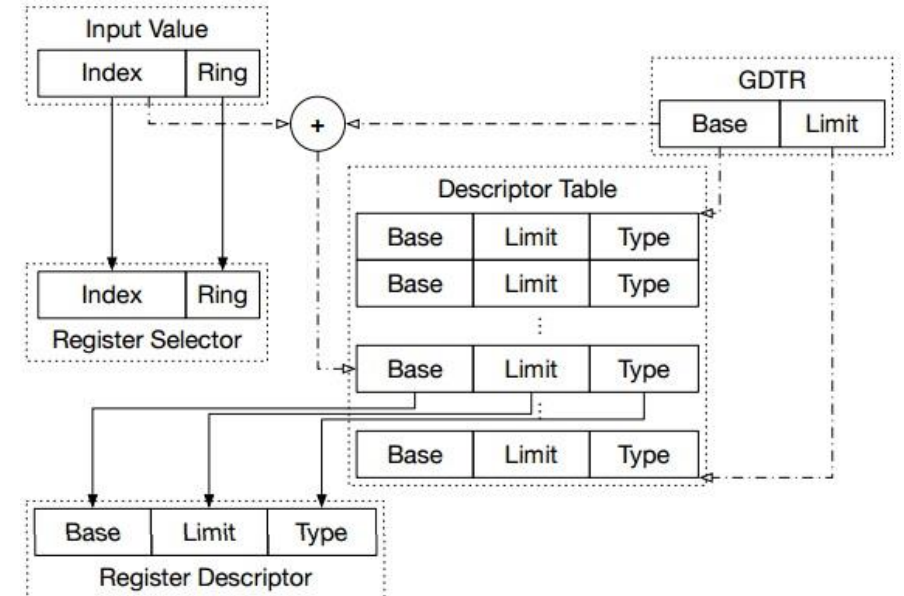 Input Value
Index Ring
GDTR
Base Limit
+
Descriptor Table
Base Limit Type
Base Limit Type
Index Ring
Register Selector
Base Limit Type
Base Limit Type
Base Limit Type
Register Descriptor